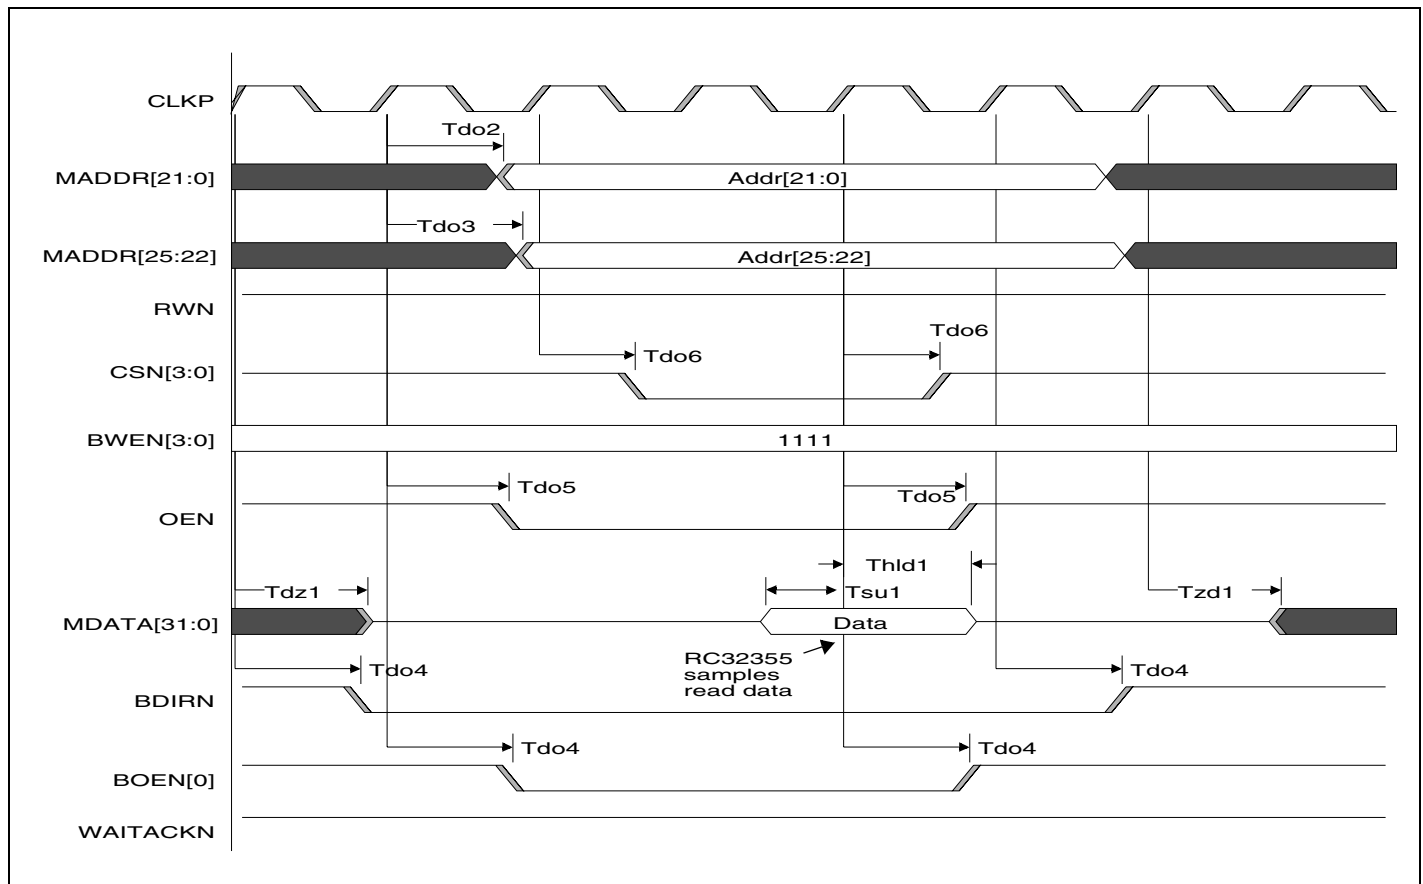 CLKP
Tdo2
MADDR[21:0]
Addr[21:0]
Tdo3
MADDR[25:22]
Addr[25:22]
RWN
Tdo6
Tdo6
CSN[3:0]
BWEN[3:0]
1111
Tdo5
Tdo5
OEN
Thld1
Tdz1
Tsu1
Tzd1
MDATA[31:0]
Data
RC32355
samples
read data
Tdo4
Tdo4
BDIRN
Tdo4
Tdo4
BOEN[0]
WAITACKN